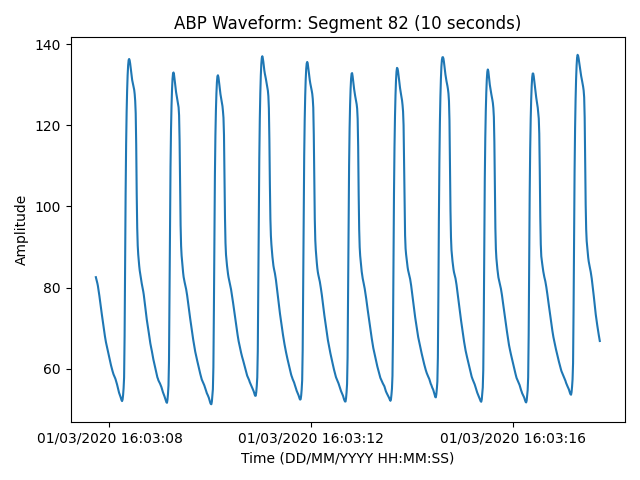 ABP Waveform: Segment 82 (10 seconds)
140
120
100
80
60
Amplitude
01/03/2020 16:03:08
01/03/2020 16:03:12
01/03/2020 16:03:16
Time (DD/MM/YYYY HH:MM:SS)